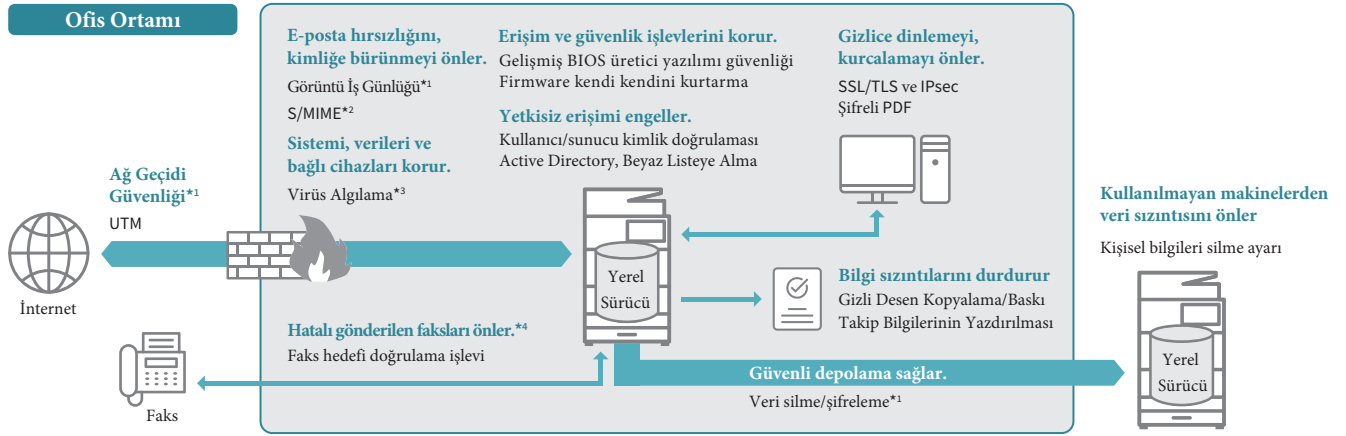 Ofis Ortamı
E-posta hırsızlığını,
kimliğe bürünmeyi önler.
Görüntü İş Günlüğü*1
S/MIME*2
Sistemi, verileri ve
bağlı cihazları korur.
Virüs Algılama*3
Erişim ve güvenlik işlevlerini korur.
Gelişmiş BIOS üretici yazılımı güvenliği
Firmware kendi kendini kurtarma
Yetkisiz erişimi engeller.
Kullanıcı/sunucu kimlik doğrulaması
Active Directory, Beyaz Listeye Alma
Gizlice dinlemeyi,
kurcalamayı önler.
SSL/TLS ve IPsec
Şifreli PDF
Ağ Geçidi
Güvenliği*1
UTM
İnternet
Yerel
Sürücü
Bilgi sızıntılarını durdurur
Gizli Desen Kopyalama/Baskı
Takip Bilgilerinin Yazdırılması
Kullanılmayan makinelerden
veri sızıntısını önler
Kişisel bilgileri silme ayarı
Hatalı gönderilen faksları önler.*4
Faks hedefi doğrulama işlevi
Faks
Güvenli depolama sağlar.
Veri silme/şifreleme*1
Yerel
Sürücü